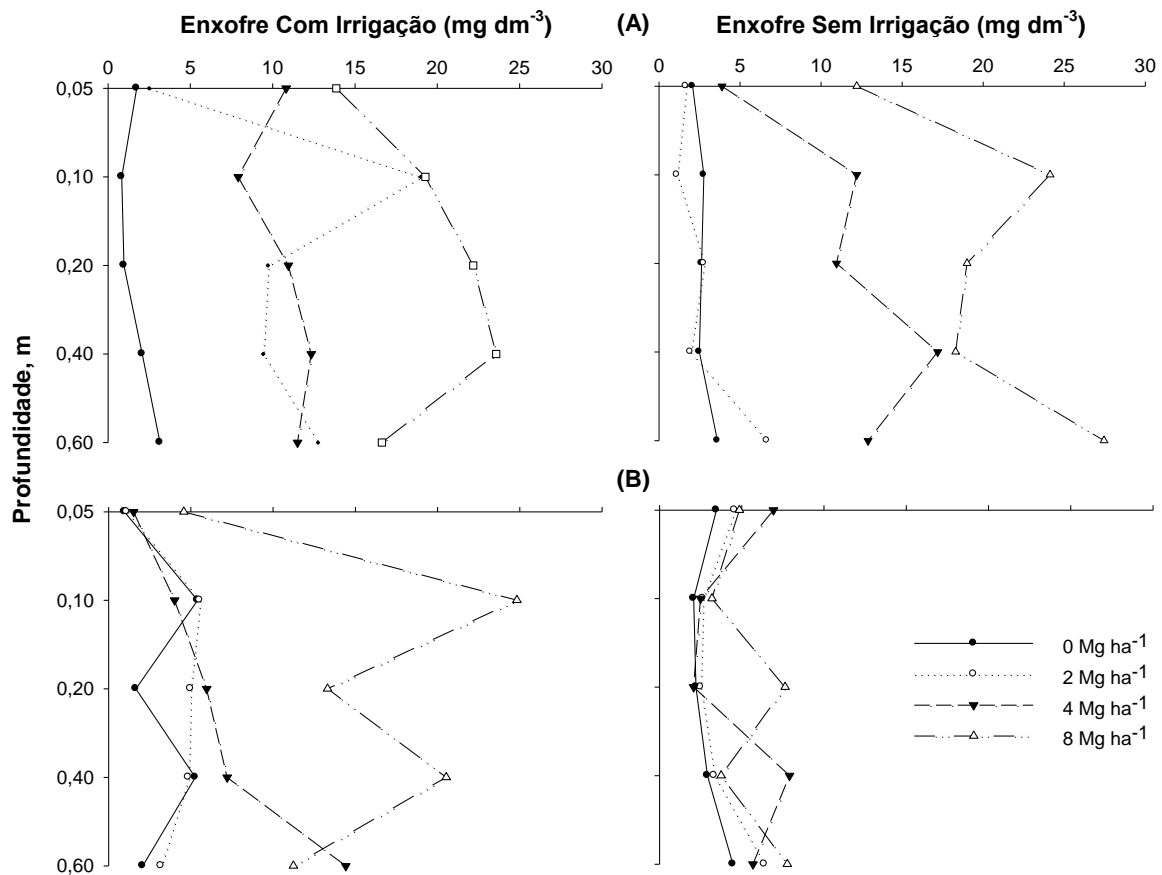 Enxofre Com Irrigação (mg dm-3) (A) Enxofre Sem Irrigação (mg dm-3)
0 5 10 15 20 25 30 0 5 10 15 20 25 30
0,05
0,10
0,20
0,40
0,60
Profundidade, m
(B)
0,05
0,10
0,20
0,40
0,60
0 Mg ha-1
2 Mg ha-1
4 Mg ha-1
8 Mg ha-1